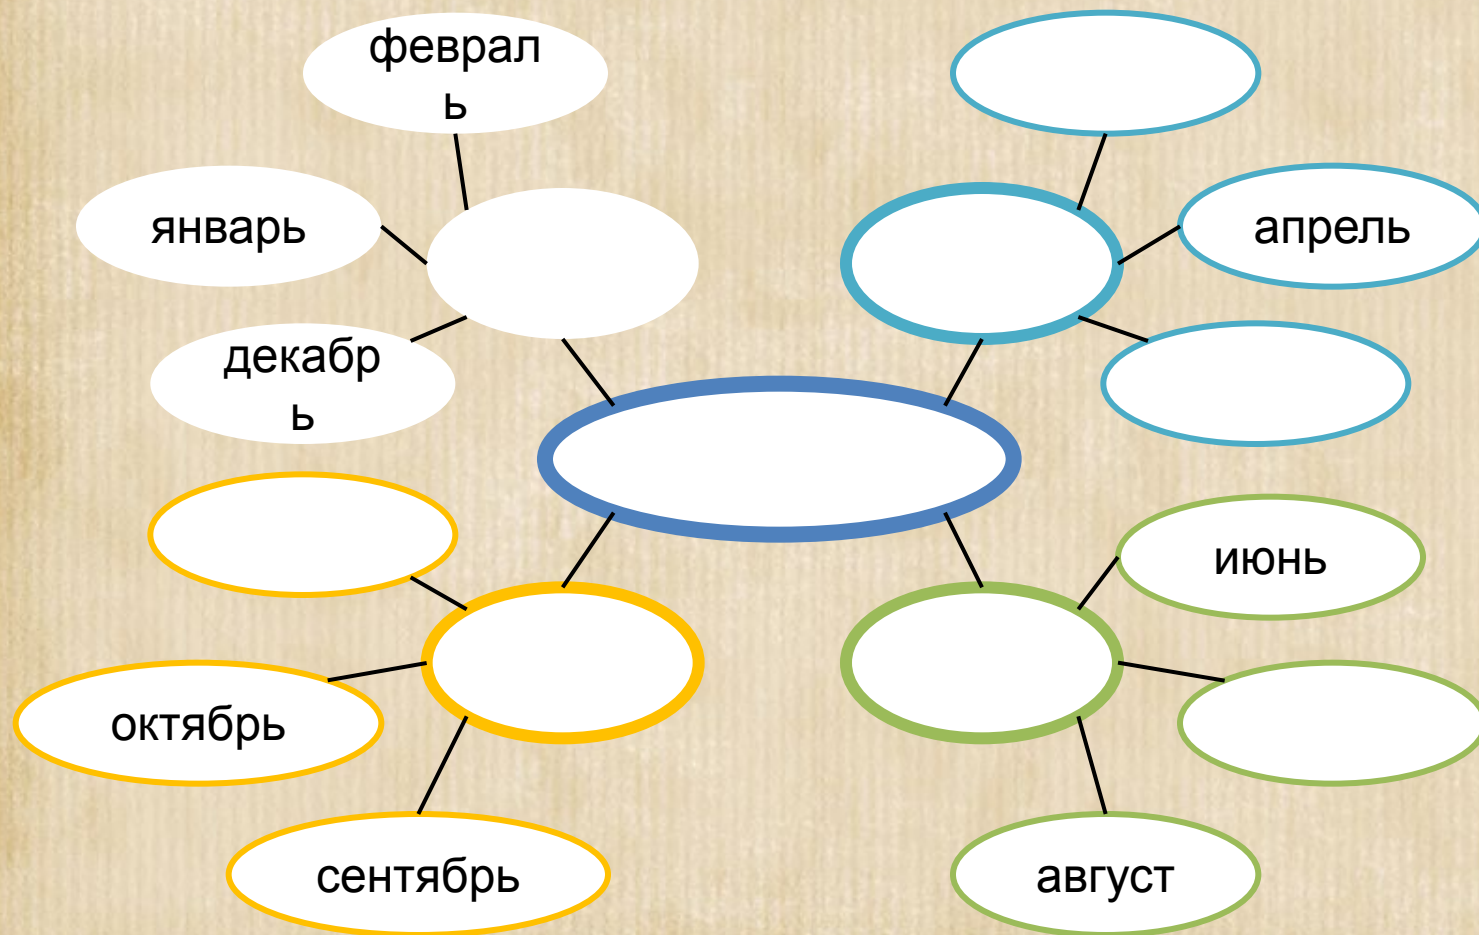 феврал
ь
январь
апрель
декабр
ь
июнь
октябрь
сентябрь
август